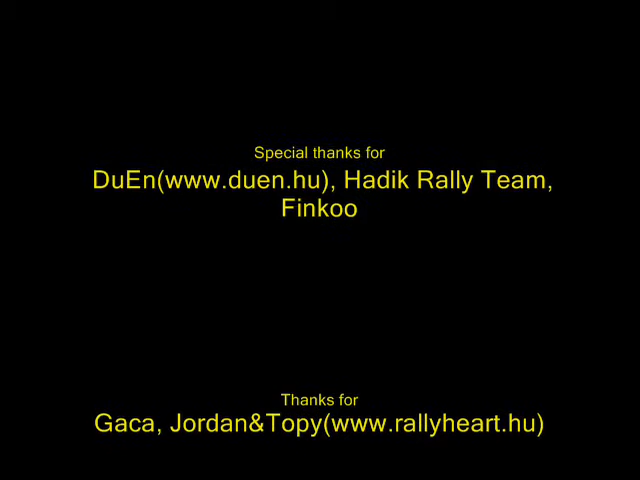 Special thanks for
DuEn(www.duen.hu), Hadik Rally Team,
Finkoo
Thanks for
Gaca, Jordan&Topy(www.rallyheart.hu)